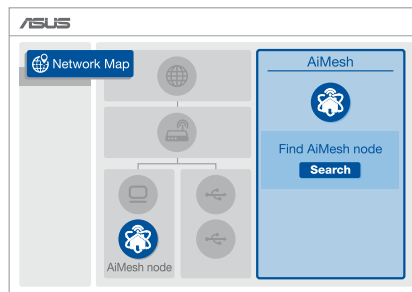 ASUS
Network Map
AiMesh
Find AiMesh node
Search
AiMesh node